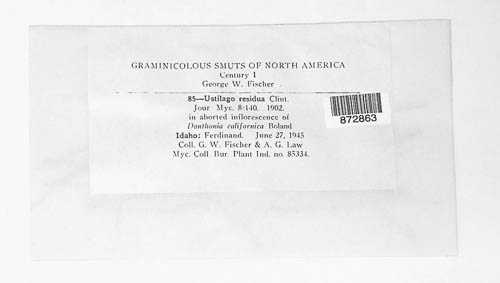 GRAMINICOLOUS SMUTS OF NORTH AMERICA
Century I
George W. Fischer
85—Ustilago residua Clint.
Jour Myc. 8:140. 1902.
in aborted inflorescence of
Danthonia californica Boland
Idaho: Ferdinand. June 27, 1945
Coll. G. W. Fischer & A. G. Law
Myc. Coll. Bur. Plant Ind. no. 85334.
872863